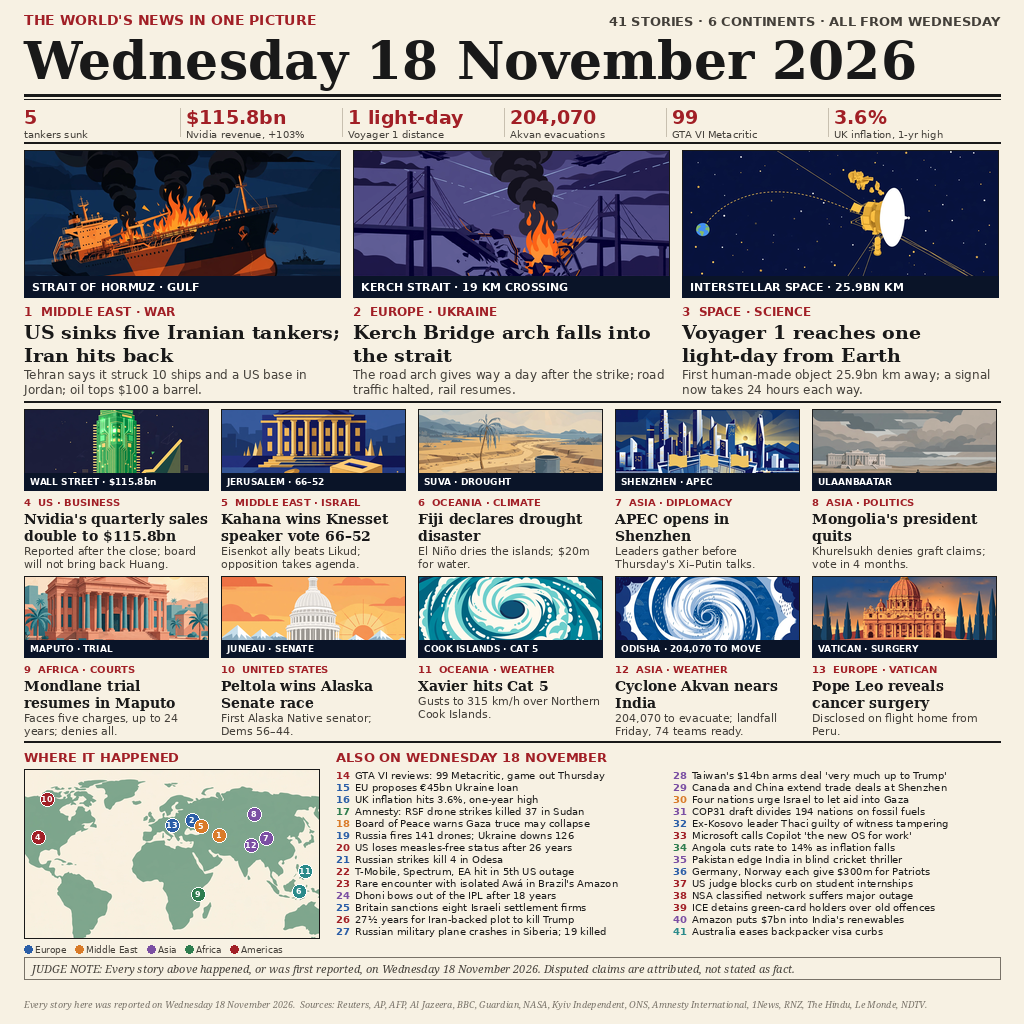 THE WORLD'S NEWS IN ONE PICTURE
41 STORIES · 6 CONTINENTS · ALL FROM WEDNESDAY
Wednesday 18 November 2026
5
tankers sunk
$115.8bn
Nvidia revenue, +103%
1 light-day
Voyager 1 distance
204,070
Akvan evacuations
99
GTA VI Metacritic
3.6%
UK inflation, 1-yr high
STRAIT OF HORMUZ · GULF
1 MIDDLE EAST · WAR
US sinks five Iranian tankers;
Iran hits back
Tehran says it struck 10 ships and a US base in
Jordan; oil tops $100 a barrel.
KERCH STRAIT · 19 KM CROSSING
2 EUROPE · UKRAINE
Kerch Bridge arch falls into
the strait
The road arch gives way a day after the strike; road
traffic halted, rail resumes.
INTERSTELLAR SPACE · 25.9BN KM
3 SPACE · SCIENCE
Voyager 1 reaches one
light-day from Earth
First human-made object 25.9bn km away; a signal
now takes 24 hours each way.
WALL STREET · $115.8bn
4 US · BUSINESS
Nvidia's quarterly sales
double to $115.8bn
Reported after the close; board
will not bring back Huang.
JERUSALEM · 66–52
5 MIDDLE EAST · ISRAEL
Kahana wins Knesset
speaker vote 66–52
Eisenkot ally beats Likud;
opposition takes agenda.
SUVA · DROUGHT
6 OCEANIA · CLIMATE
Fiji declares drought
disaster
El Niño dries the islands; $20m
for water.
SHENZHEN · APEC
7 ASIA · DIPLOMACY
APEC opens in
Shenzhen
Leaders gather before
Thursday's Xi–Putin talks.
ULAANBAATAR
8 ASIA · POLITICS
Mongolia's president
quits
Khurelsukh denies graft claims;
vote in 4 months.
MAPUTO · TRIAL
9 AFRICA · COURTS
Mondlane trial
resumes in Maputo
Faces five charges, up to 24
years; denies all.
JUNEAU · SENATE
10 UNITED STATES
Peltola wins Alaska
Senate race
First Alaska Native senator;
Dems 56–44.
COOK ISLANDS · CAT 5
11 OCEANIA · WEATHER
Xavier hits Cat 5
Gusts to 315 km/h over Northern
Cook Islands.
ODISHA · 204,070 TO MOVE
12 ASIA · WEATHER
Cyclone Akvan nears
India
204,070 to evacuate; landfall
Friday, 74 teams ready.
VATICAN · SURGERY
13 EUROPE · VATICAN
Pope Leo reveals
cancer surgery
Disclosed on flight home from
Peru.
WHERE IT HAPPENED
10
4
13
2
5
1
8
7
12
11
6
9
Europe
Middle East
Asia
Africa
Americas
ALSO ON WEDNESDAY 18 NOVEMBER
14 GTA VI reviews: 99 Metacritic, game out Thursday
15 EU proposes €45bn Ukraine loan
16 UK inflation hits 3.6%, one-year high
17 Amnesty: RSF drone strikes killed 37 in Sudan
18 Board of Peace warns Gaza truce may collapse
19 Russia fires 141 drones; Ukraine downs 126
20 US loses measles-free status after 26 years
21 Russian strikes kill 4 in Odesa
22 T-Mobile, Spectrum, EA hit in 5th US outage
23 Rare encounter with isolated Awá in Brazil's Amazon
24 Dhoni bows out of the IPL after 18 years
25 Britain sanctions eight Israeli settlement firms
26 27½ years for Iran-backed plot to kill Trump
27 Russian military plane crashes in Siberia; 19 killed
28 Taiwan's $14bn arms deal 'very much up to Trump'
29 Canada and China extend trade deals at Shenzhen
30 Four nations urge Israel to let aid into Gaza
31 COP31 draft divides 194 nations on fossil fuels
32 Ex-Kosovo leader Thaci guilty of witness tampering
33 Microsoft calls Copilot 'the new OS for work'
34 Angola cuts rate to 14% as inflation falls
35 Pakistan edge India in blind cricket thriller
36 Germany, Norway each give $300m for Patriots
37 US judge blocks curb on student internships
38 NSA classified network suffers major outage
39 ICE detains green-card holders over old offences
40 Amazon puts $7bn into India's renewables
41 Australia eases backpacker visa curbs
JUDGE NOTE: Every story above happened, or was first reported, on Wednesday 18 November 2026. Disputed claims are attributed, not stated as fact.
Every story here was reported on Wednesday 18 November 2026. Sources: Reuters, AP, AFP, Al Jazeera, BBC, Guardian, NASA, Kyiv Independent, ONS, Amnesty International, 1News, RNZ, The Hindu, Le Monde, NDTV.